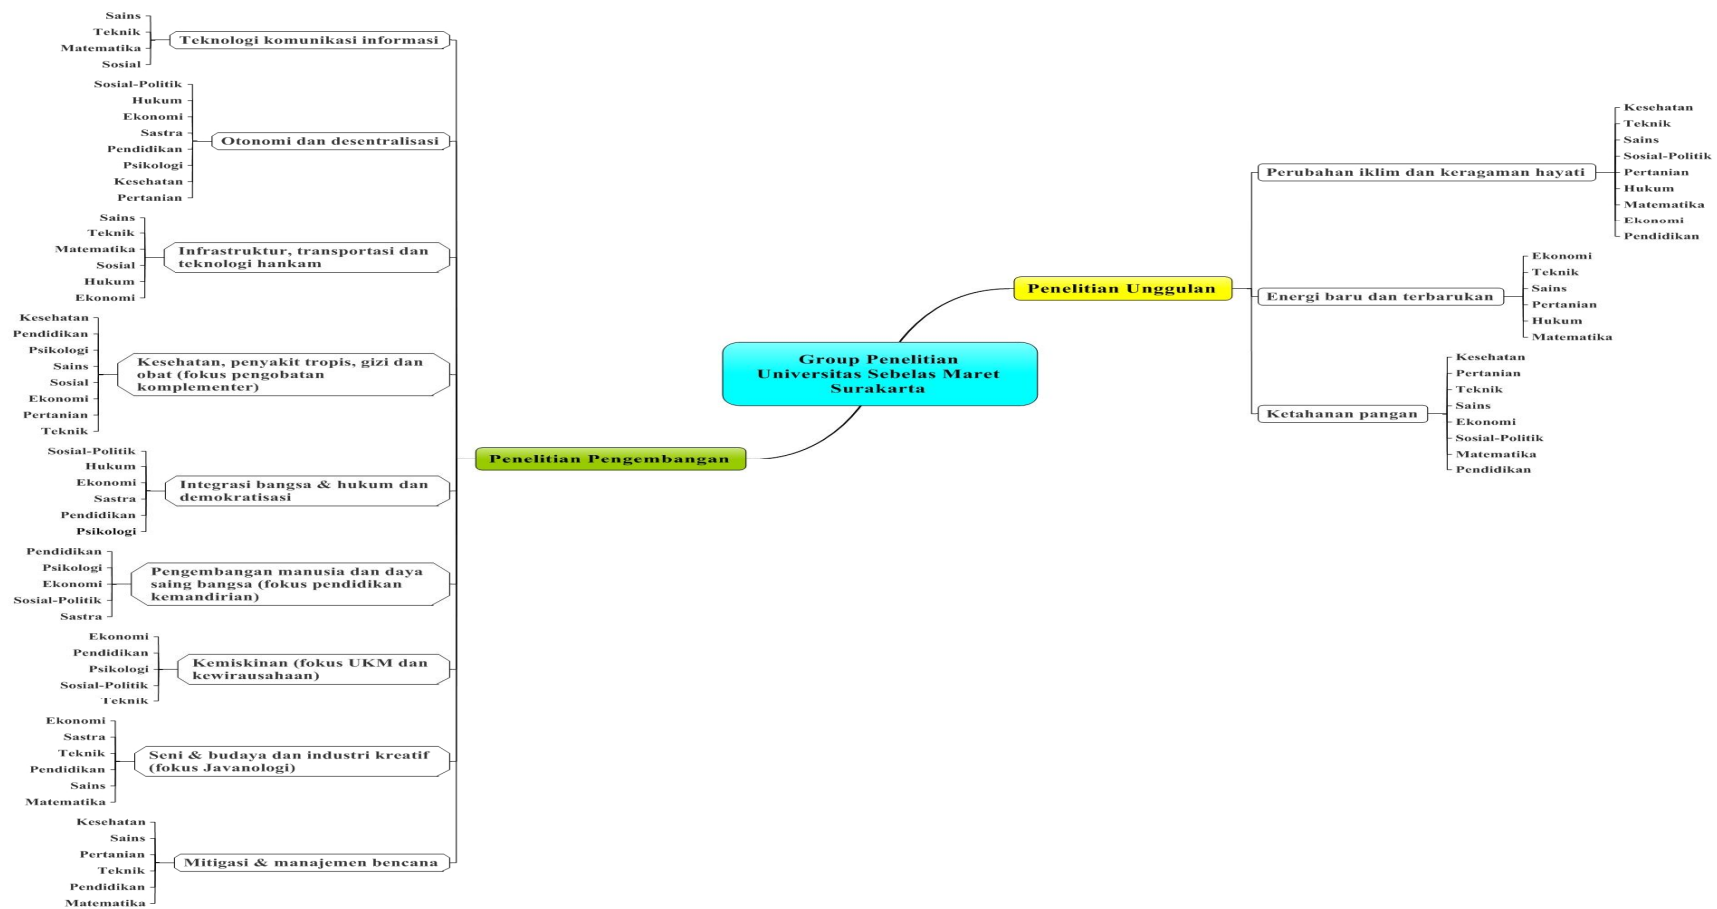 Group Penelitian
Universitas Sebelas Maret
Surakarta
Penelitian Unggulan
Perubahan iklim dan keragaman hayati
Kesehatan
Teknik
Sains
Sosial-Politik
Pertanian
Hukum
Matematika
Ekonomi
Pendidikan
Energi baru dan terbarukan
Ekonomi
Teknik
Sains
Pertanian
Hukum
Matematika
Ketahanan pangan
Kesehatan
Pertanian
Teknik
Sains
Ekonomi
Sosial-Politik
Matematika
Pendidikan
Penelitian Pengembangan
Teknologi komunikasi informasi
Sains
Teknik
Matematika
Sosial
Otonomi dan desentralisasi
Sosial-Politik
Hukum
Ekonomi
Sastra
Pendidikan
Psikologi
Kesehatan
Pertanian
Infrastruktur, transportasi dan
teknologi hankam
Sains
Teknik
Matematika
Sosial
Hukum
Ekonomi
Kesehatan, penyakit tropis, gizi dan
obat (fokus pengobatan
komplementer)
Kesehatan
Pendidikan
Psikologi
Sains
Sosial
Ekonomi
Pertanian
Teknik
Integrasi bangsa & hukum dan
demokratisasi
Sosial-Politik
Hukum
Ekonomi
Sastra
Pendidikan
Psikologi
Pengembangan manusia dan daya
saing bangsa (fokus pendidikan
kemandirian)
Pendidikan
Psikologi
Ekonomi
Sosial-Politik
Sastra
Kemiskinan (fokus UKM dan
kewirausahaan)
Ekonomi
Pendidikan
Psikologi
Sosial-Politik
Teknik
Seni & budaya dan industri kreatif
(fokus Javanologi)
Ekonomi
Sastra
Teknik
Pendidikan
Sains
Matematika
Mitigasi & manajemen bencana
Kesehatan
Sains
Pertanian
Teknik
Pendidikan
Matematika